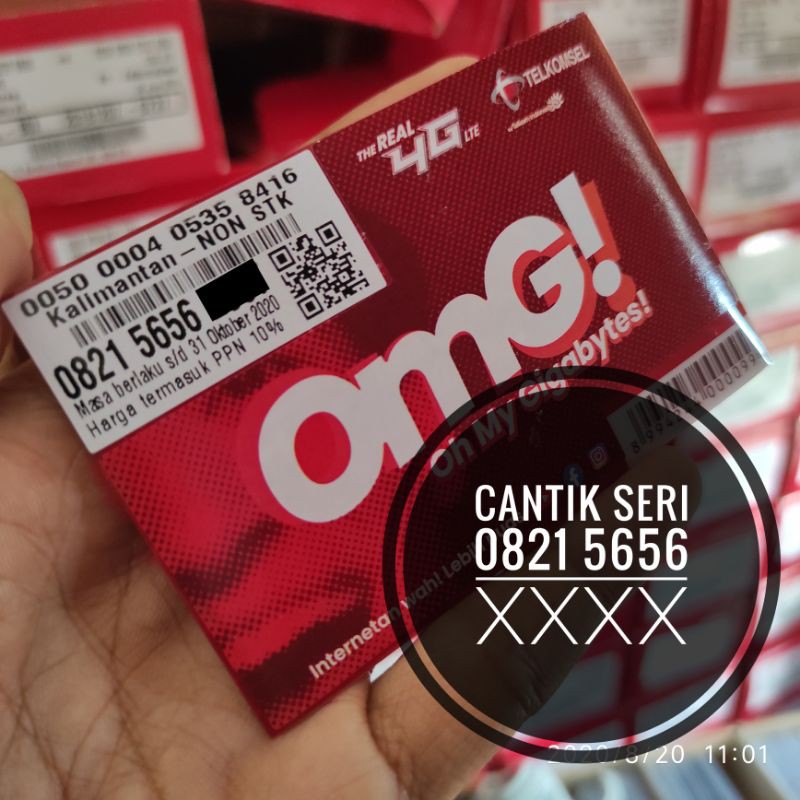 THE REAL 4G LTE
TELKOMSEL
0050 0004 0535 8416
Kalimantan - NON STK
0821 5656
Masa berlaku s/d 31 Oktober 2020
Harga termasuk PPN 10%
OMG!
Oh My Gigabytes!
Internetan wah! Lebih
CANTIK SERI
0821 5656
XXXX
2020/8/20 11:01